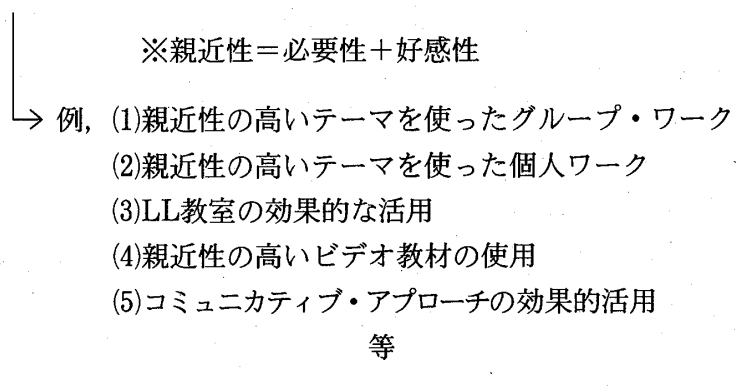 ※親近性＝必要性＋好感性
例，(1)親近性の高いテーマを使ったグループ・ワーク
(2)親近性の高いテーマを使った個人ワーク
(3)LL教室の効果的な活用
(4)親近性の高いビデオ教材の使用
(5)コミュニカティブ・アプローチの効果的活用
等